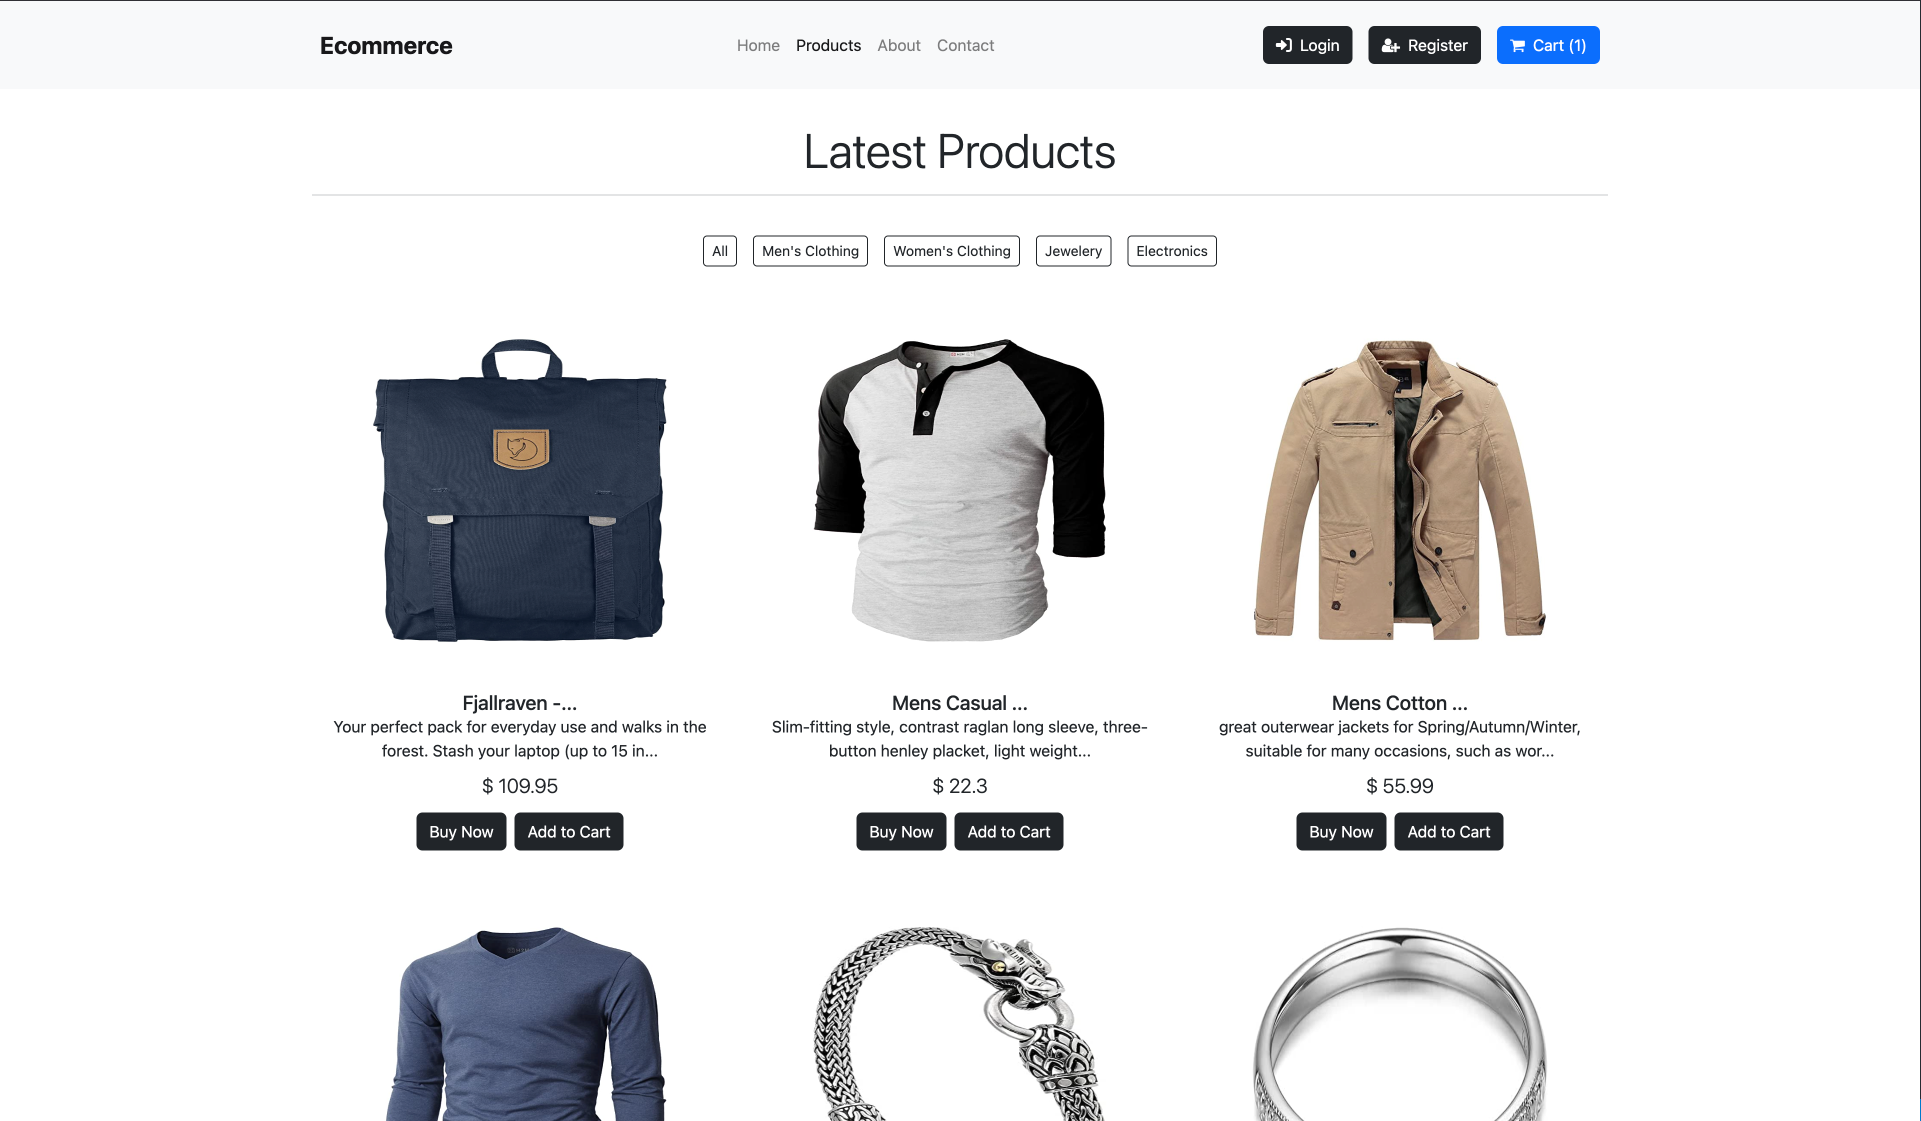 Ecommerce
Home Products About Contact
Login Register Cart (1)
Latest Products
All Men's Clothing Women's Clothing Jewelery Electronics
Fjallraven -...
Your perfect pack for everyday use and walks in the
forest. Stash your laptop (up to 15 in...
$ 109.95
Buy Now Add to Cart
Mens Casual ...
Slim-fitting style, contrast raglan long sleeve, three-
button henley placket, light weight...
$ 22.3
Buy Now Add to Cart
Mens Cotton ...
great outerwear jackets for Spring/Autumn/Winter,
suitable for many occasions, such as wor...
$ 55.99
Buy Now Add to Cart